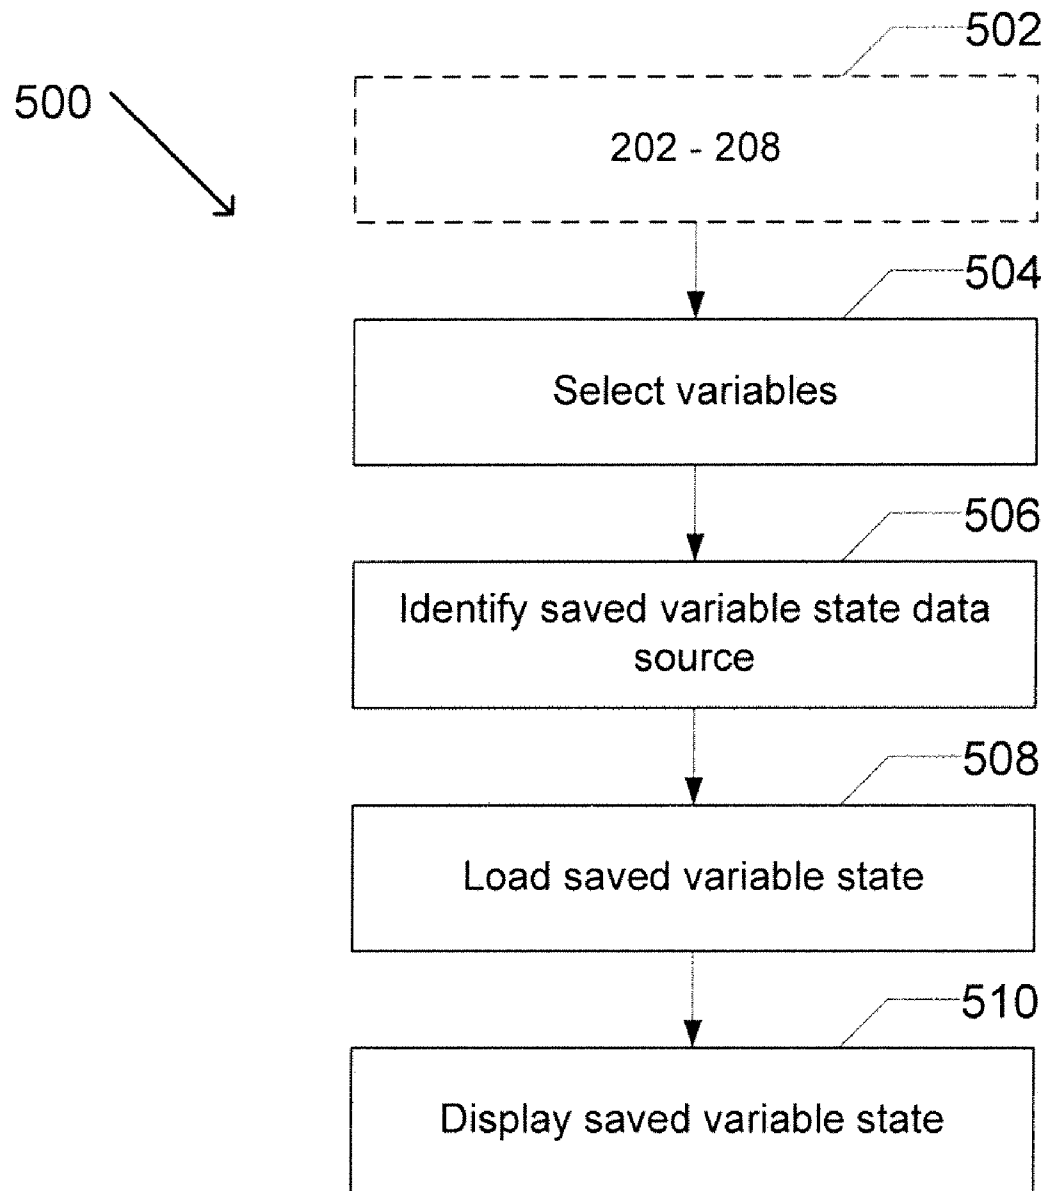 502
500
202 - 208
504
Select variables
506
Identify saved variable state data
source
508
Load saved variable state
510
Display saved variable state